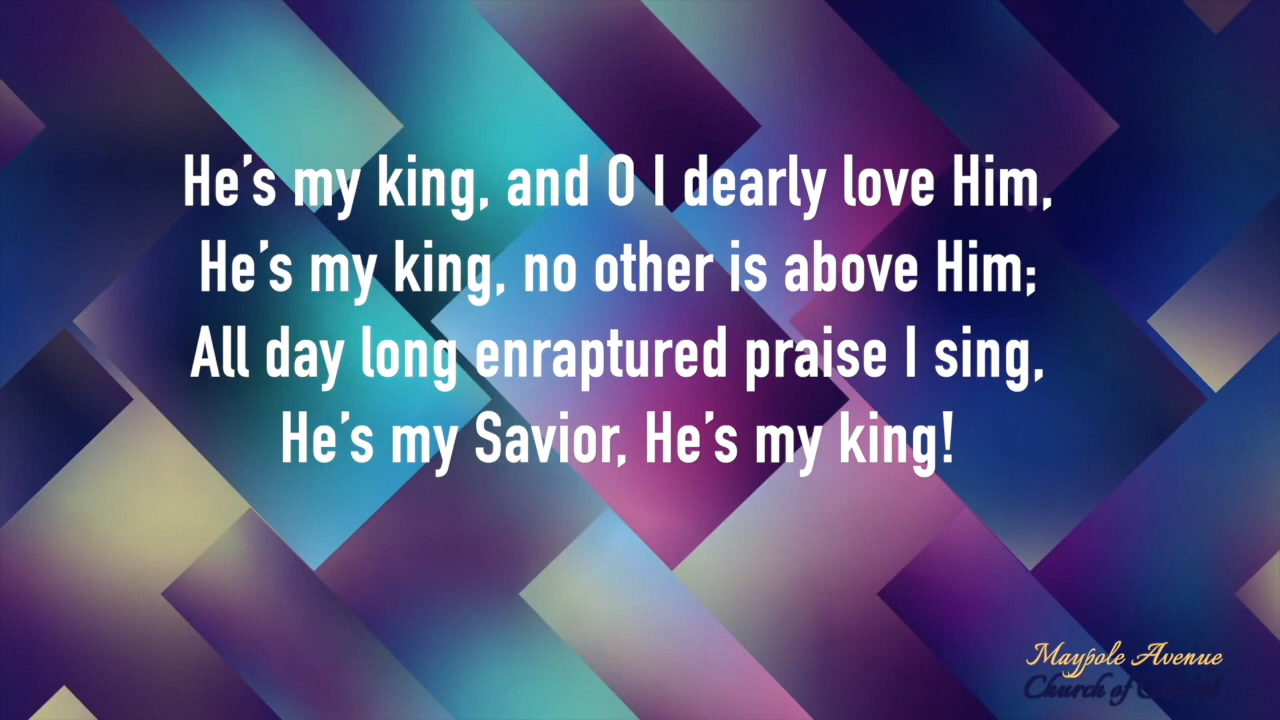 He’s my king, and O I dearly love Him,
He’s my king, no other is above Him;
All day long enraptured praise I sing,
He’s my Savior, He’s my king!
Maypole Avenue
Church of Christ